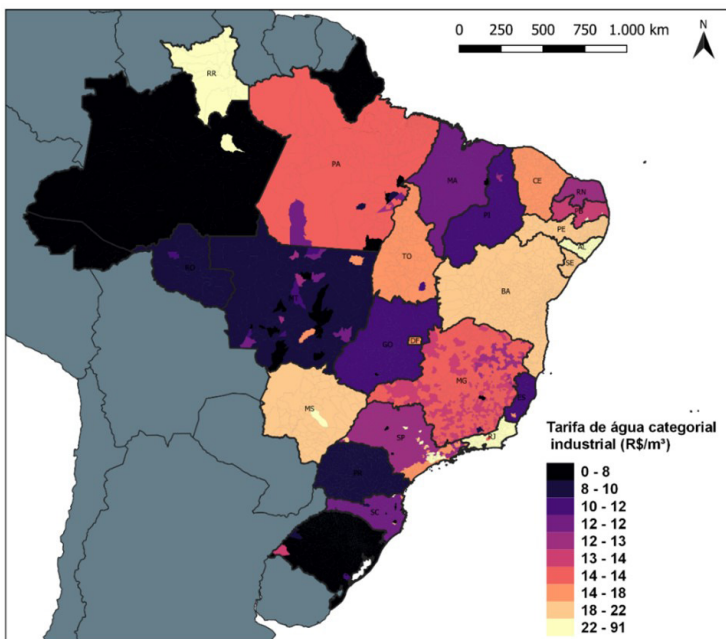 N
0 250 500 750 1.000 km
RR
PA
MA
CE
RN
PB
PI
PE
AL
SE
TO
RO
BA
GO
DF
MG
ES
MS
SP
RJ
PR
SC
Tarifa de água categorial
industrial (R$/m³)
0 - 8
8 - 10
10 - 12
12 - 12
12 - 13
13 - 14
14 - 14
14 - 18
18 - 22
22 - 91